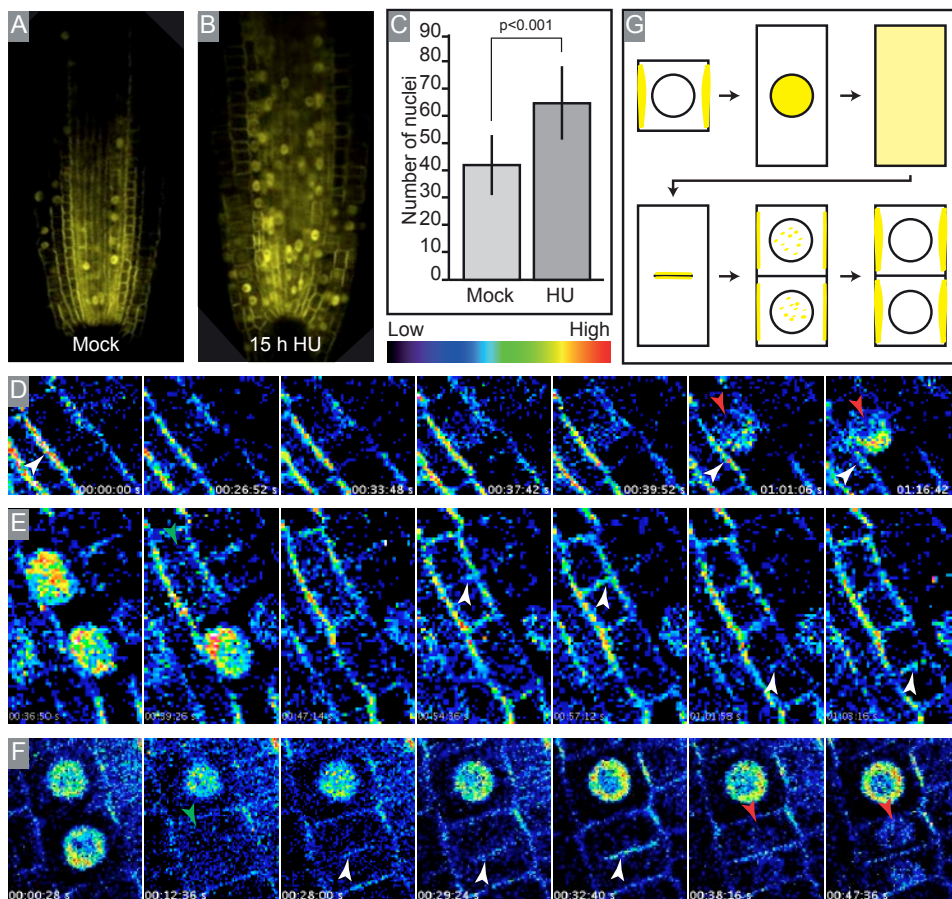 A
Mock
B
15 h HU
C
p<0.001
Number of nuclei
90
80
70
60
50
40
30
20
10
0
Mock
HU
Low
High
G
D
00:00:00 s
00:26:52 s
00:33:48 s
00:37:42 s
00:39:52 s
01:01:06 s
01:16:42
E
00:36:50 s
00:39:26 s
00:47:14 s
00:54:36 s
00:57:12 s
01:01:58 s
01:03:16 s
F
00:00:28 s
00:12:36 s
00:28:00 s
00:29:24 s
00:32:40 s
00:38:16 s
00:47:36 s